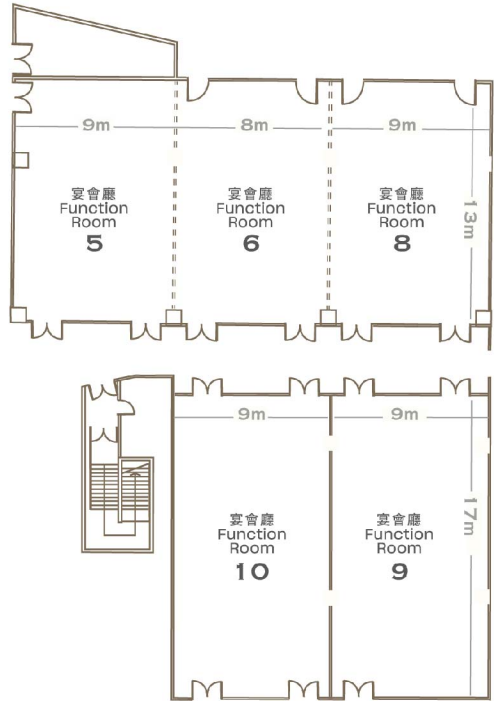 9m
8m
9m
宴會廳
Function
Room
5
宴會廳
Function
Room
6
宴會廳
Function
Room
8
13m
9m
9m
宴會廳
Function
Room
10
宴會廳
Function
Room
9
17m